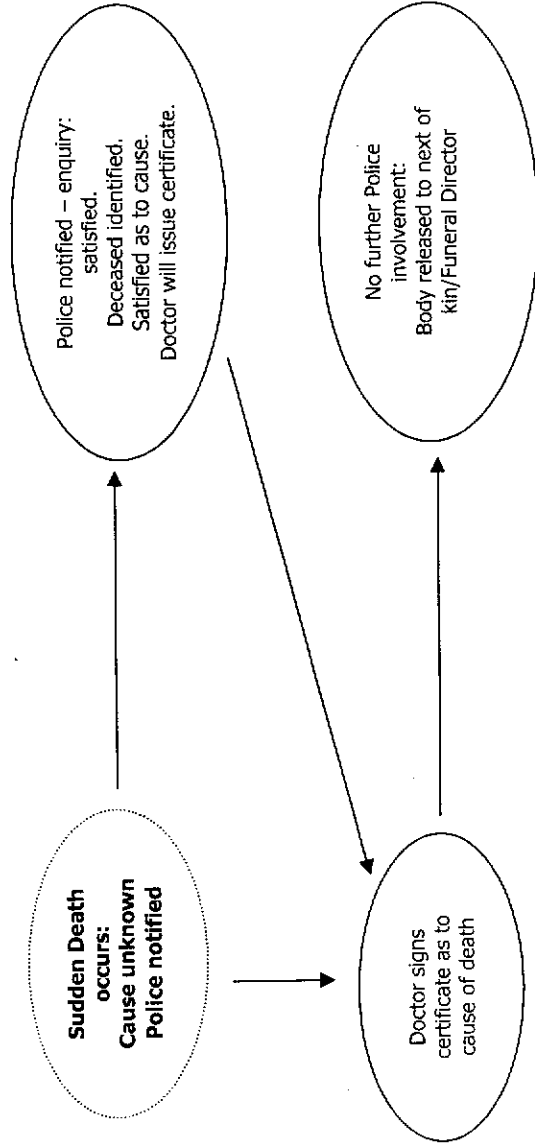 Sudden Death
occurs:
Cause unknown
Police notified
Police notified – enquiry:
satisfied.
Deceased identified.
Satisfied as to cause.
Doctor will issue certificate.
Doctor signs
certificate as to
cause of death
No further Police
involvement:
Body released to next of
kin/Funeral Director